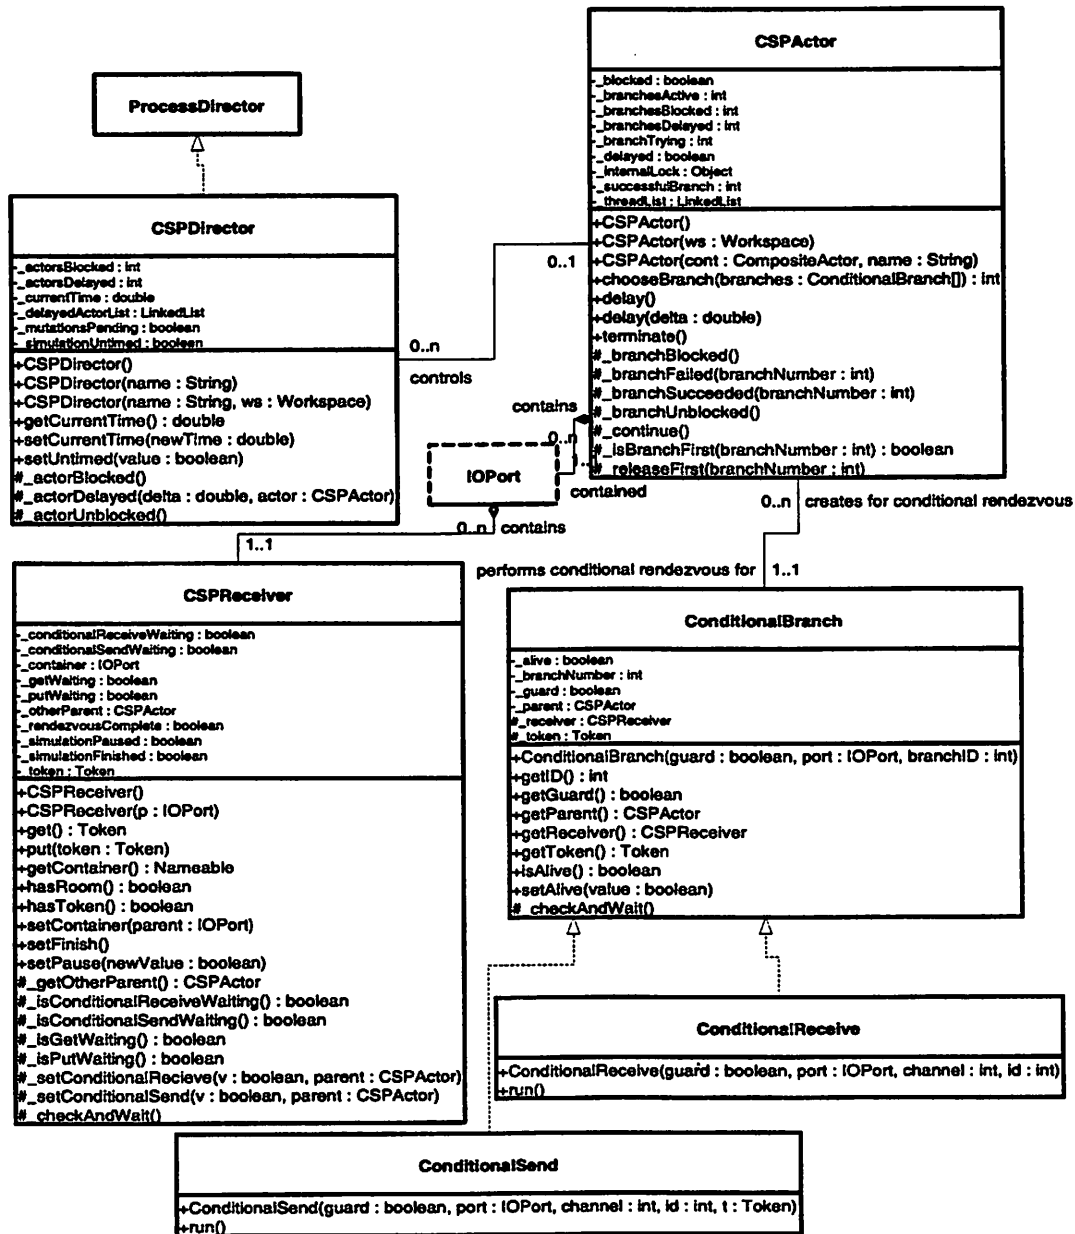 CSPActor
-_blocked : boolean
-_branchesActive : int
-_branchesBlocked : int
-_branchesDelayed : int
-_branchTrying : int
-_delayed : boolean
-_internalLock : Object
-_successfulBranch : int
-_threadList : LinkedList
+CSPActor()
+CSPActor(ws : Workspace)
+CSPActor(cont : CompositeActor, name : String)
+chooseBranch(branches : ConditionalBranch[]) : int
+delay()
+delay(delta : double)
+terminate()
#_branchBlocked()
#_branchFailed(branchNumber : int)
#_branchSucceeded(branchNumber : int)
#_branchUnblocked()
#_continue()
#_isBranchFirst(branchNumber : int) : boolean
#_releaseFirst(branchNumber : int)
ProcessDirector
CSPDirector
-_actorsBlocked : int
-_actorsDelayed : int
-_currentTime : double
-_delayedActorList : LinkedList
-_mutationsPending : boolean
-_simulationUntimed : boolean
+CSPDirector()
+CSPDirector(name : String)
+CSPDirector(name : String, ws : Workspace)
+getCurrentTime() : double
+setCurrentTime(newTime : double)
+setUntimed(value : boolean)
#_actorBlocked()
#_actorDelayed(delta : double, actor : CSPActor)
#_actorUnblocked()
0..1
0..n
controls
contains
0..n
IOPort
contained
0..n contains
1..1
0..n creates for conditional rendezvous
performs conditional rendezvous for 1..1
CSPReceiver
-_conditionalReceiveWaiting : boolean
-_conditionalSendWaiting : boolean
-_container : IOPort
-_getWaiting : boolean
-_putWaiting : boolean
-_otherParent : CSPActor
-_rendezvousComplete : boolean
-_simulationPaused : boolean
-_simulationFinished : boolean
-_token : Token
+CSPReceiver()
+CSPReceiver(p : IOPort)
+get() : Token
+put(token : Token)
+getContainer() : Nameable
+hasRoom() : boolean
+hasToken() : boolean
+setContainer(parent : IOPort)
+setFinish()
+setPause(newValue : boolean)
#_getOtherParent() : CSPActor
#_isConditionalReceiveWaiting() : boolean
#_isConditionalSendWaiting() : boolean
#_isGetWaiting() : boolean
#_isPutWaiting() : boolean
#_setConditionalRecieve(v : boolean, parent : CSPActor)
#_setConditionalSend(v : boolean, parent : CSPActor)
#_checkAndWait()
ConditionalBranch
-_alive : boolean
-_branchNumber : int
-_guard : boolean
-_parent : CSPActor
#_receiver : CSPReceiver
#_token : Token
+ConditionalBranch(guard : boolean, port : IOPort, branchID : int)
+getID() : int
+getGuard() : boolean
+getParent() : CSPActor
+getReceiver() : CSPReceiver
+getToken() : Token
+isAlive() : boolean
+setAlive(value : boolean)
#_checkAndWait()
ConditionalReceive
+ConditionalReceive(guard : boolean, port : IOPort, channel : int, id : int)
+run()
ConditionalSend
+ConditionalSend(guard : boolean, port : IOPort, channel : int, id : int, t : Token)
+run()